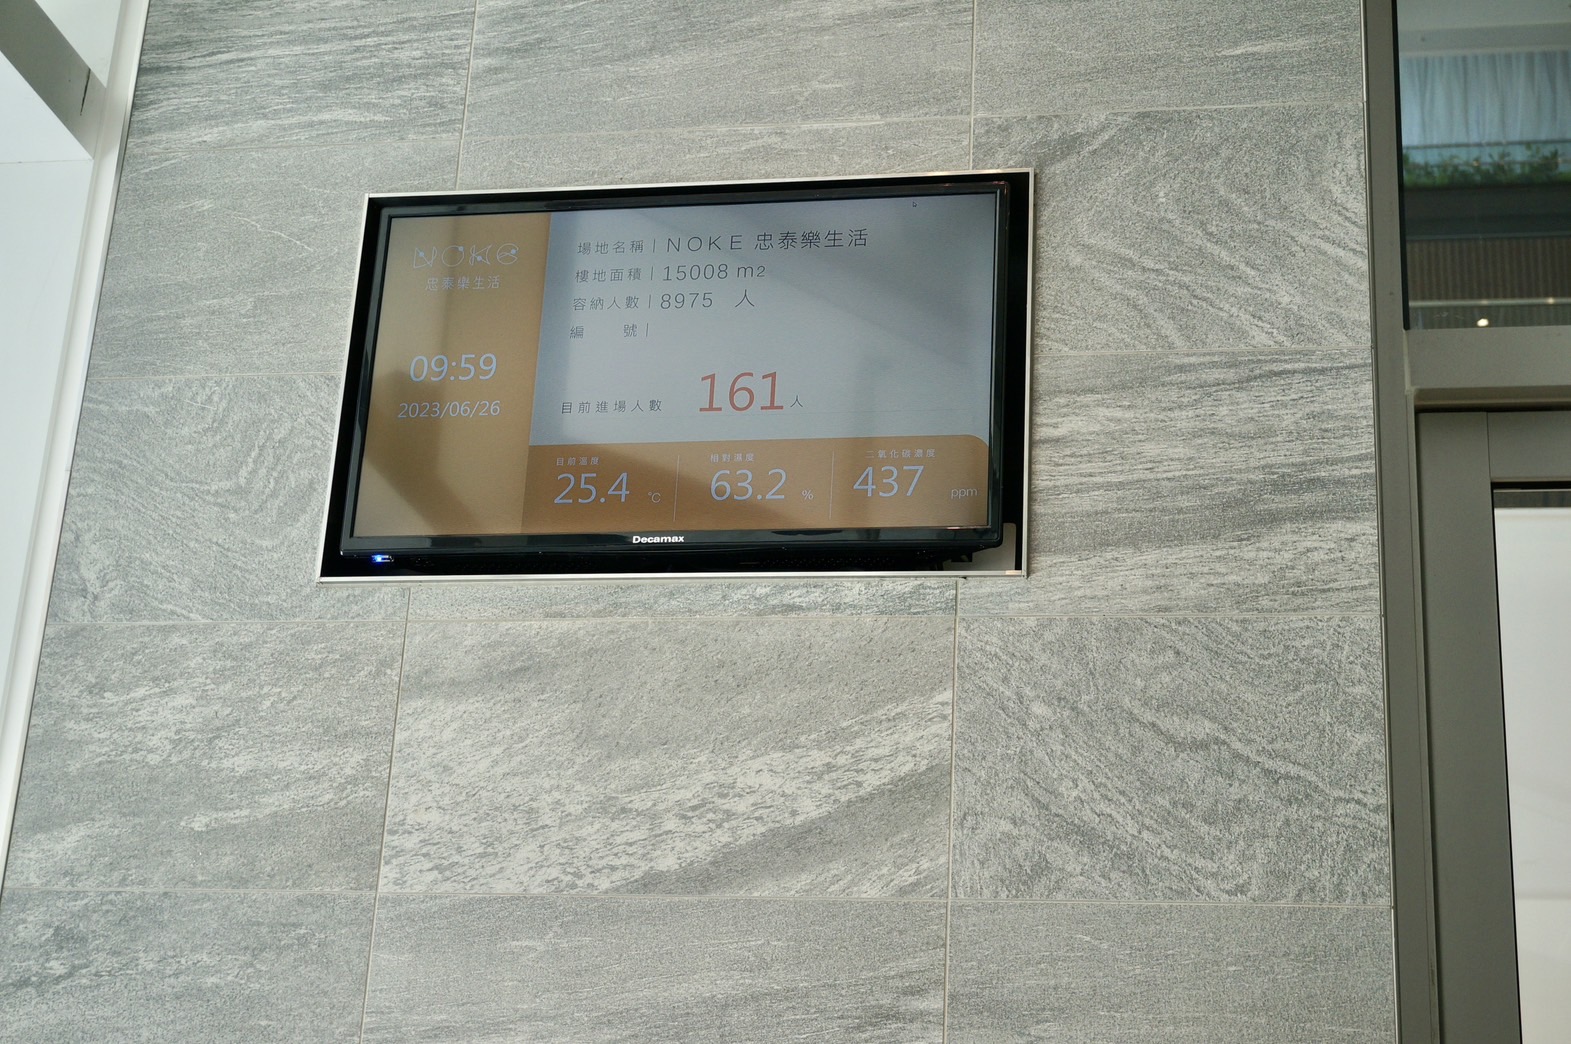 NOKE
忠泰樂生活
09:59
2023/06/26
場地名稱 | NOKE 忠泰樂生活
樓地面積 | 15008 m2
容納人數 | 8975 人
編 號 |
目前進場人數 161 人
目前溫度
25.4 °C
相對濕度
63.2 %
二氧化碳濃度
437 ppm
Decamax